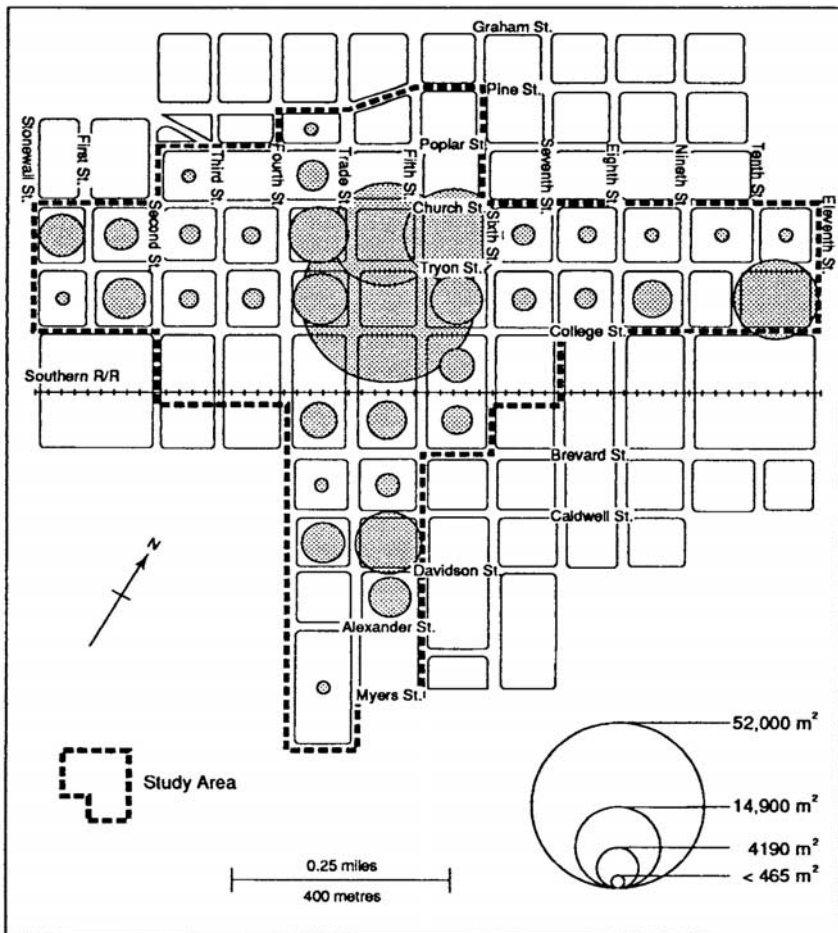 Graham St.
Pine St.
Poplar St.
Stonewall St.
First St.
Second St.
Third St.
Fourth St.
Trade St.
Fifth St.
Sixth St.
Seventh St.
Eighth St.
Nineth St.
Tenth St.
Eleventh St.
Church St.
Tryon St.
College St.
Southern R/R
Brevard St.
Caldwell St.
N
Davidson St.
Alexander St.
Myers St.
52,000 m²
Study Area
14,900 m²
0.25 miles
4190 m²
400 metres
< 465 m²